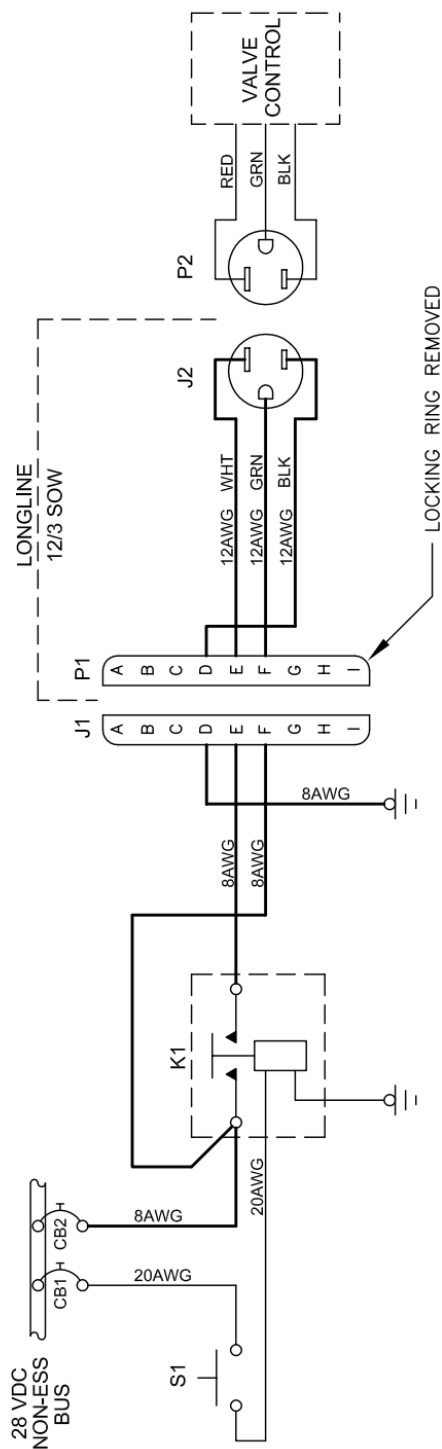 28 VDC
NON-ESS
BUS
CB1
CB2
20AWG
8AWG
S1
20AWG
K1
8AWG
8AWG
8AWG
J1
A
B
C
D
E
F
G
H
I
P1
A
B
C
D
E
F
G
H
I
LONGLINE
12/3 SOW
12AWG WHT
12AWG GRN
12AWG BLK
J2
P2
RED
GRN
BLK
VALVE
CONTROL
LOCKING RING REMOVED